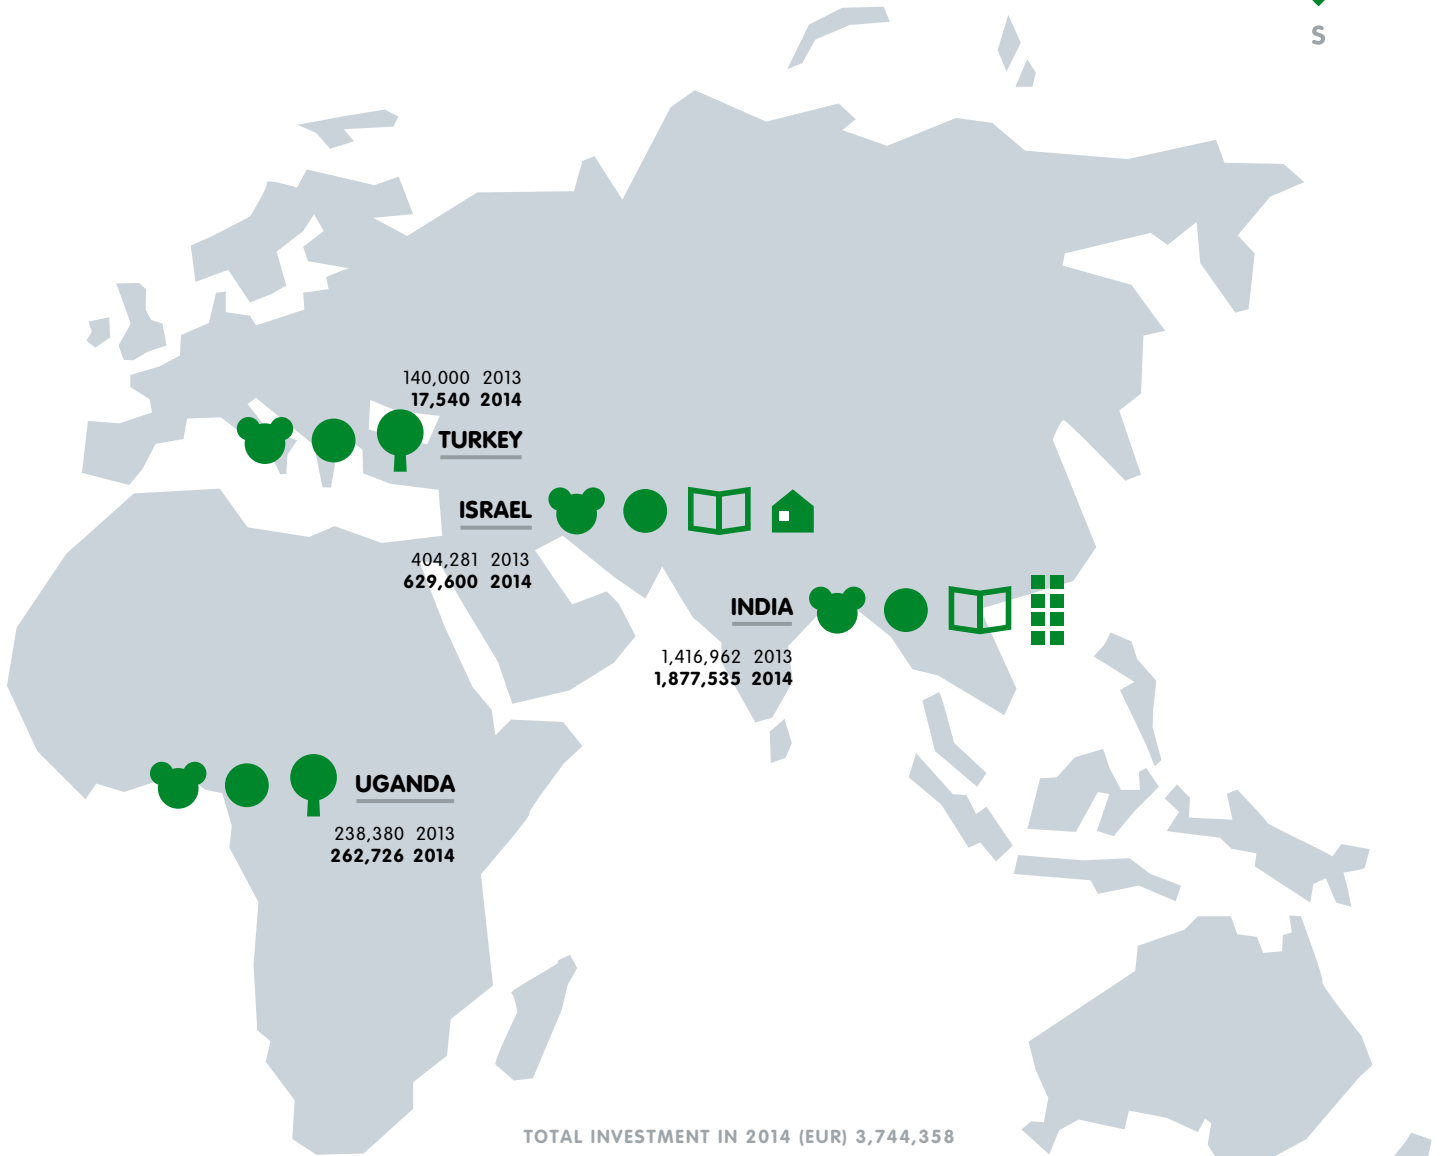 S
140,000 2013
17,540 2014
TURKEY
ISRAEL
404,281 2013
629,600 2014
INDIA
1,416,962 2013
1,877,535 2014
UGANDA
238,380 2013
262,726 2014
TOTAL INVESTMENT IN 2014 (EUR) 3,744,358